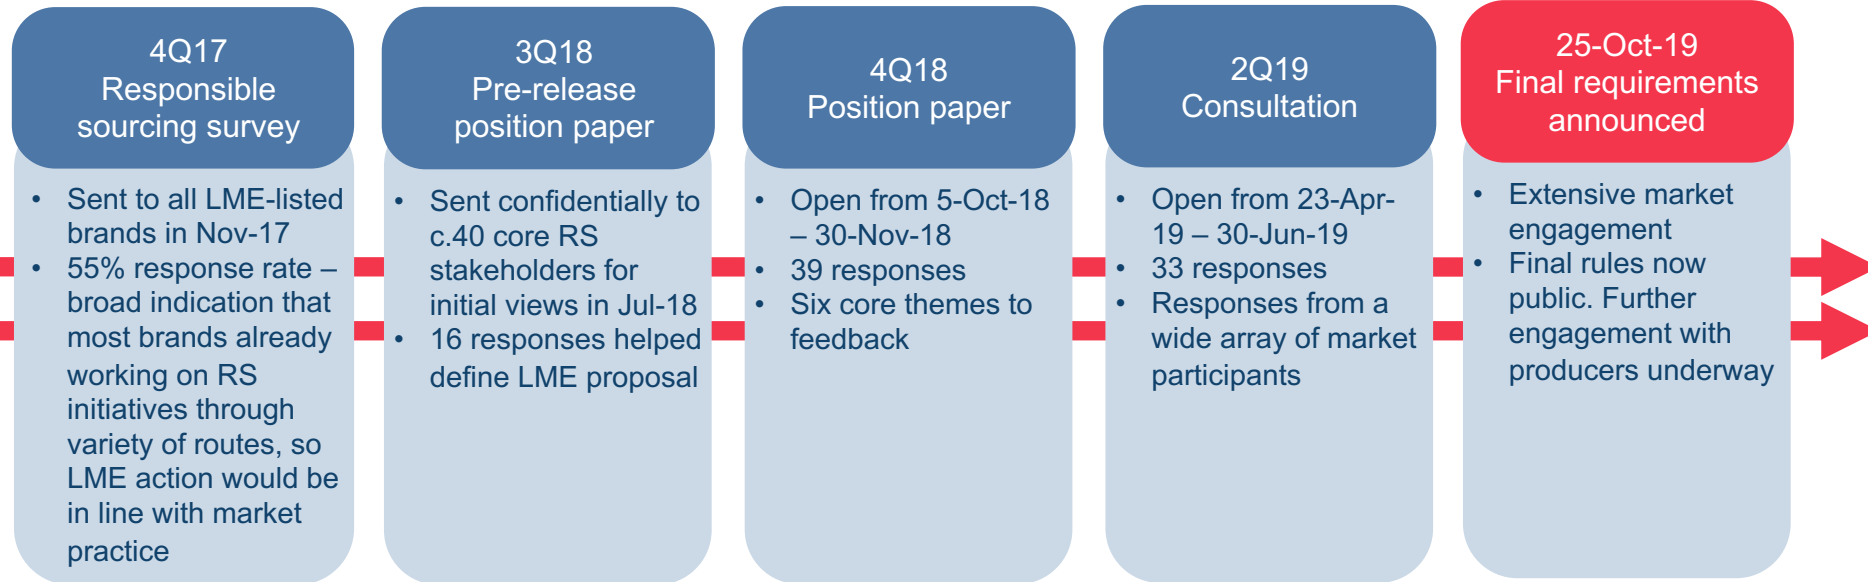 4Q17
Responsible
sourcing survey
• Sent to all LME-listed
brands in Nov-17
• 55% response rate –
broad indication that
most brands already
working on RS
initiatives through
variety of routes, so
LME action would be
in line with market
practice
3Q18
Pre-release
position paper
• Sent confidentially to
c.40 core RS
stakeholders for
initial views in Jul-18
• 16 responses helped
define LME proposal
4Q18
Position paper
• Open from 5-Oct-18
– 30-Nov-18
• 39 responses
• Six core themes to
feedback
2Q19
Consultation
• Open from 23-Apr-
19 – 30-Jun-19
• 33 responses
• Responses from a
wide array of market
participants
25-Oct-19
Final requirements
announced
• Extensive market
engagement
• Final rules now
public. Further
engagement with
producers underway